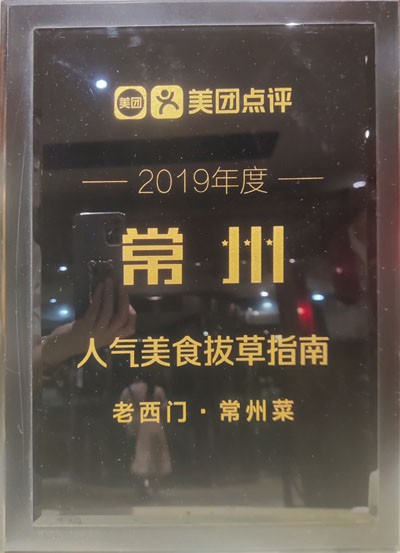 美团 美团点评
2019年度
常州
人气美食拔草指南
老西门·常州菜